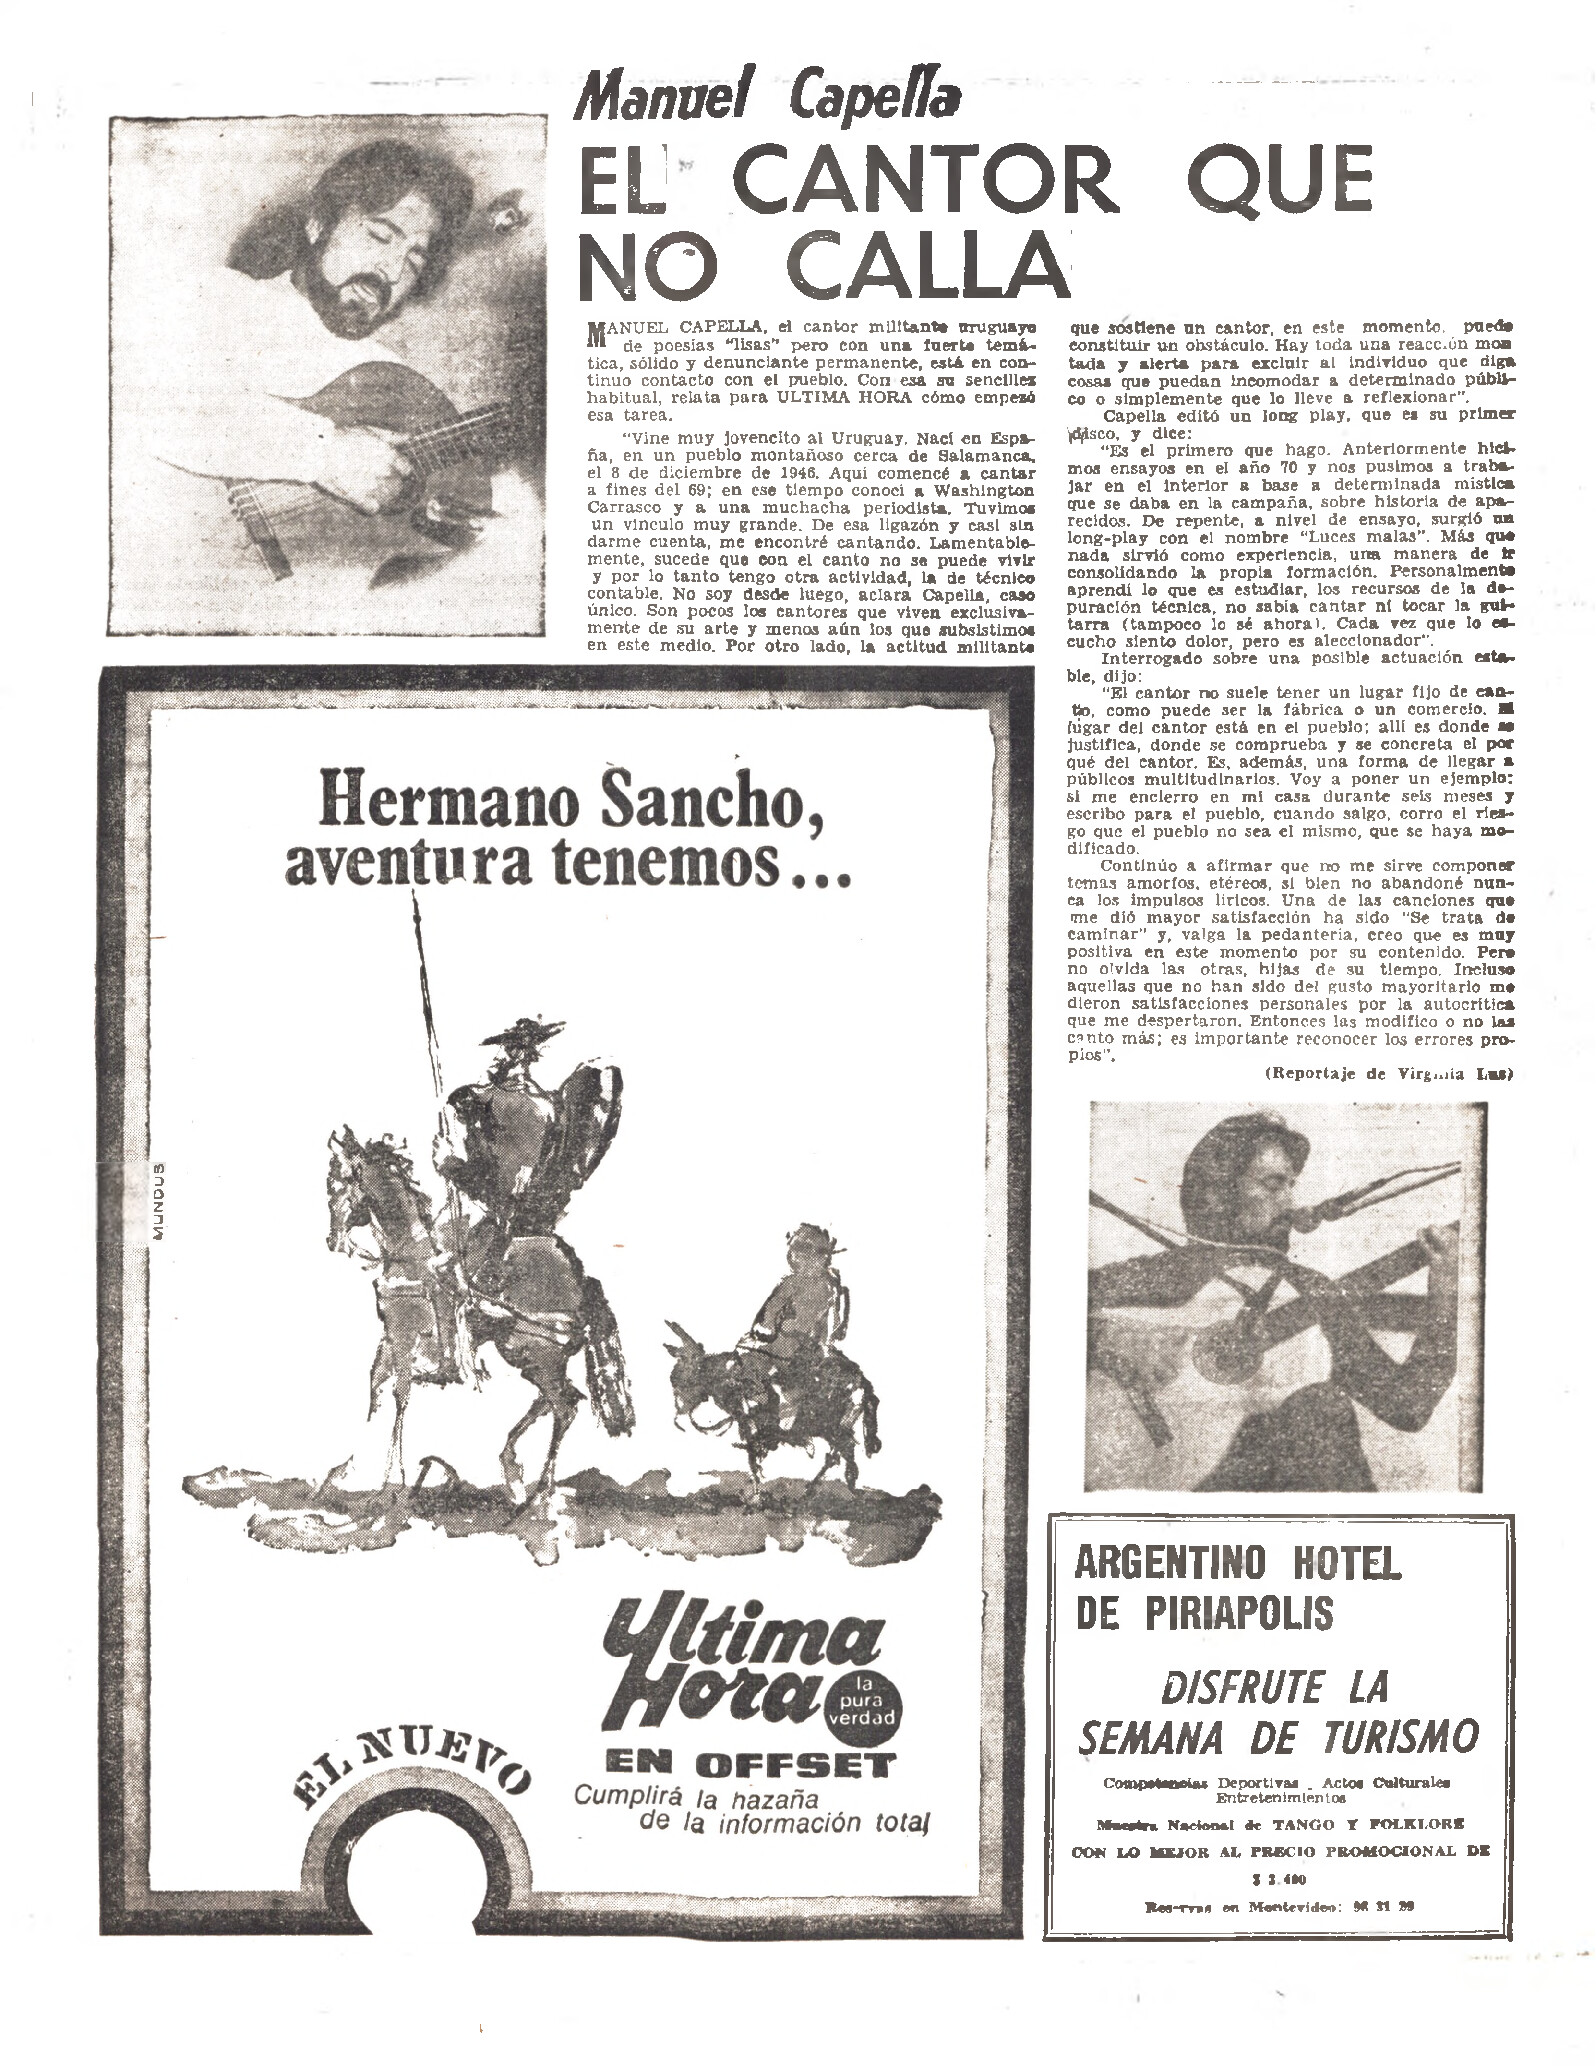 Manuel Capella
EL CANTOR QUE
NO CALLA
MANUEL CAPELLA, el cantor militante uruguayo
de poesías "lisas" pero con una fuerte temá-
tica, sólido y denunciante permanente, está en con-
tinuo contacto con el pueblo. Con esa su sencillez
habitual, relata para ULTIMA HORA cómo empezó
esa tarea.
"Vine muy jovencito al Uruguay. Nací en Espa-
ña, en un pueblo montañoso cerca de Salamanca,
el 8 de diciembre de 1946. Aquí comencé a cantar
a fines del 69; en ese tiempo conocí a Washington
Carrasco y a una muchacha periodista. Tuvimos
un vínculo muy grande. De esa ligazón y casi sin
darme cuenta, me encontré cantando. Lamentable-
mente, sucede que con el canto no se puede vivir
y por lo tanto tengo otra actividad, la de técnico
contable. No soy desde luego, aclara Capella, caso
único. Son pocos los cantores que viven exclusiva-
mente de su arte y menos aún los que subsistimos
en este medio. Por otro lado, la actitud militante
que sostiene un cantor, en este momento, puede
constituir un obstáculo. Hay toda una reacción mon
tada y alerta para excluir al individuo que diga
cosas que puedan incomodar a determinado públi-
co o simplemente que lo lleve a reflexionar".
Capella editó un long play, que es su primer
disco, y dice:
"Es el primero que hago. Anteriormente hici-
mos ensayos en el año 70 y nos pusimos a traba-
jar en el interior a base a determinada mística
que se daba en la campaña, sobre historia de apa-
recidos. De repente, a nivel de ensayo, surgió un
long-play con el nombre "Luces malas". Más que
nada sirvió como experiencia, una manera de ir
consolidando la propia formación. Personalmente
aprendí lo que es estudiar, los recursos de la de-
puración técnica, no sabía cantar ni tocar la gui-
tarra (tampoco lo sé ahora). Cada vez que lo es-
cucho siento dolor, pero es aleccionador".
Interrogado sobre una posible actuación esta-
ble, dijo:
"El cantor no suele tener un lugar fijo de can-
to, como puede ser la fábrica o un comercio. El
lugar del cantor está en el pueblo; allí es donde se
justifica, donde se comprueba y se concreta el por
qué del cantor. Es, además, una forma de llegar a
públicos multitudinarios. Voy a poner un ejemplo:
si me encierro en mi casa durante seis meses y
escribo para el pueblo, cuando salgo, corro el ries-
go que el pueblo no sea el mismo, que se haya mo-
dificado.
Continúo a afirmar que no me sirve componer
temas amorfos, etéreos, si bien no abandoné nun-
ca los impulsos líricos. Una de las canciones que
me dió mayor satisfacción ha sido "Se trata de
caminar" y, valga la pedantería, creo que es muy
positiva en este momento por su contenido. Pero
no olvida las otras, hijas de su tiempo. Incluso
aquellas que no han sido del gusto mayoritario me
dieron satisfacciones personales por la autocrítica
que me despertaron. Entonces las modifico o no las
canto más; es importante reconocer los errores pro-
pios".
(Reportaje de Virginia Lus)
Hermano Sancho,
aventura tenemos...
MUNDUS
Ultima
Hora
la
pura
verdad
EN OFFSET
EL NUEVO
Cumplirá la hazaña
de la información total
ARGENTINO HOTEL
DE PIRIAPOLIS
DISFRUTE LA
SEMANA DE TURISMO
Competencias Deportivas - Actos Culturales
Entretenimientos
Muestra Nacional de TANGO Y FOLKLORE
CON LO MEJOR AL PRECIO PROMOCIONAL DE
$
Reservas en Montevideo: